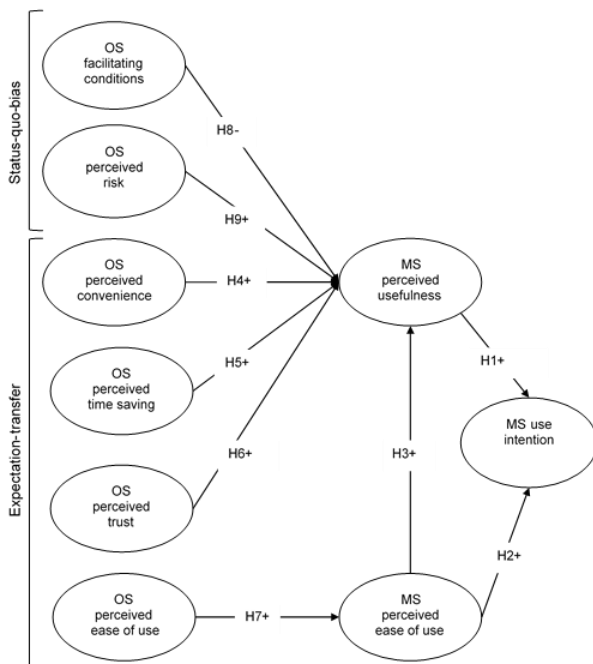 Status-quo-bias
OS
facilitating
conditions
H8-
OS
perceived
risk
H9+
Expectation-transfer
OS
perceived
convenience
H4+
MS
perceived
usefulness
OS
perceived
time saving
H5+
H1+
MS use
intention
OS
perceived
trust
H6+
H3+
H2+
OS
perceived
ease of use
H7+
MS
perceived
ease of use